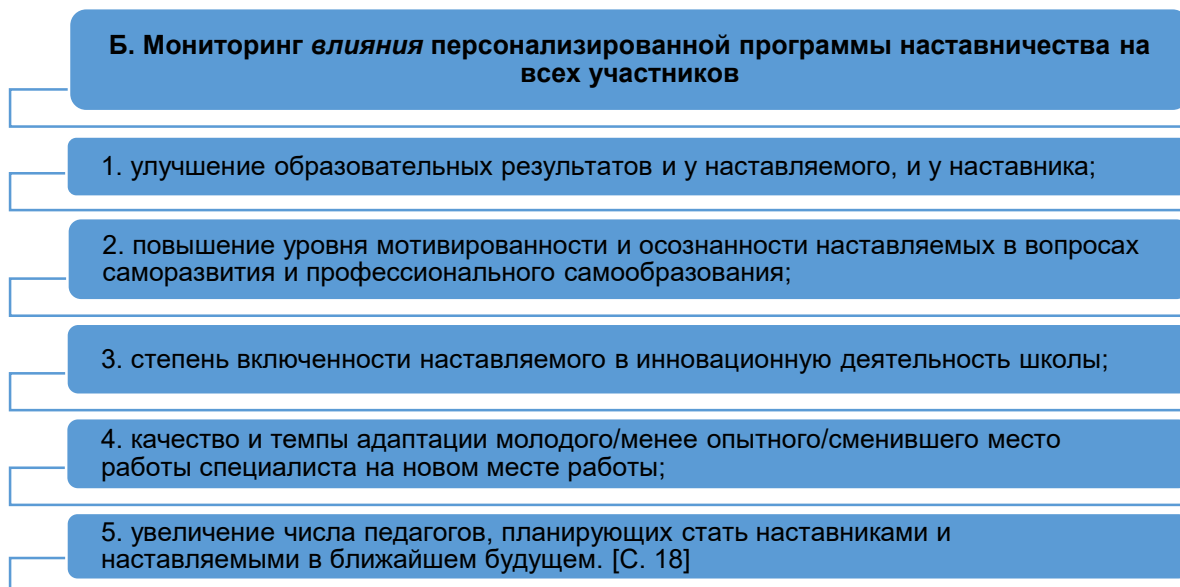 Б. Мониторинг влияния персонализированной программы наставничества на
всех участников
1. улучшение образовательных результатов и у наставляемого, и у наставника;
2. повышение уровня мотивированности и осознанности наставляемых в вопросах
саморазвития и профессионального самообразования;
3. степень включенности наставляемого в инновационную деятельность школы;
4. качество и темпы адаптации молодого/менее опытного/сменившего место
работы специалиста на новом месте работы;
5. увеличение числа педагогов, планирующих стать наставниками и
наставляемыми в ближайшем будущем. [С. 18]